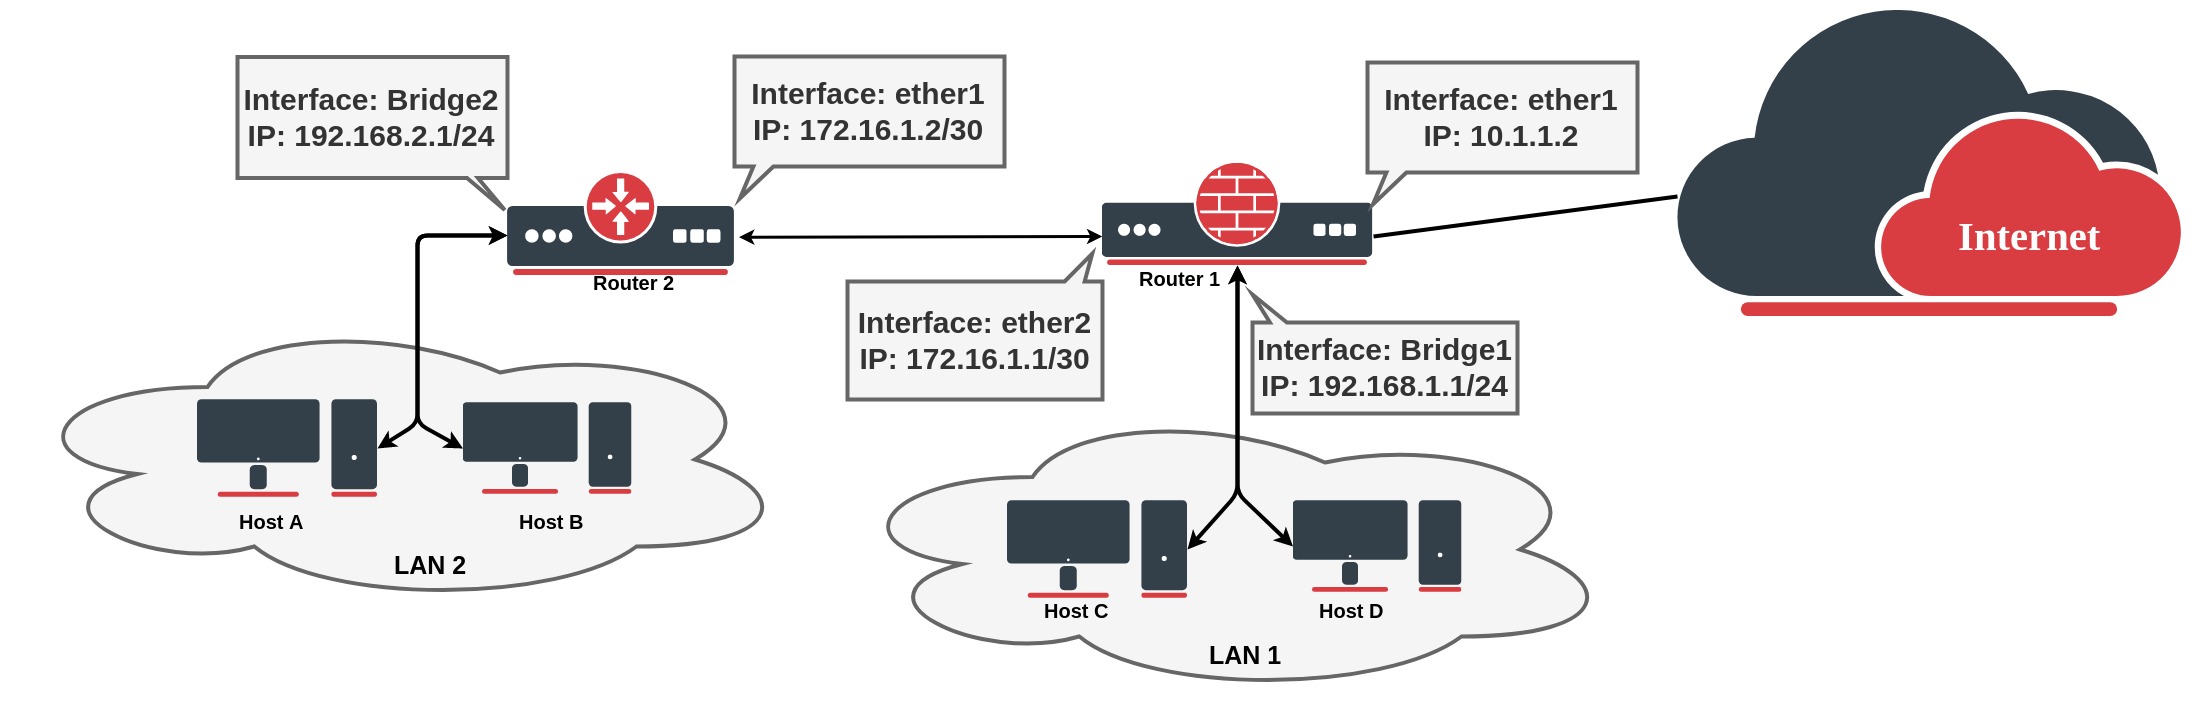 Interface: Bridge2
IP: 192.168.2.1/24
Interface: ether1
IP: 172.16.1.2/30
Interface: ether1
IP: 10.1.1.2
Internet
Router 2
Router 1
Interface: ether2
IP: 172.16.1.1/30
Interface: Bridge1
IP: 192.168.1.1/24
Host A
Host B
LAN 2
Host C
Host D
LAN 1